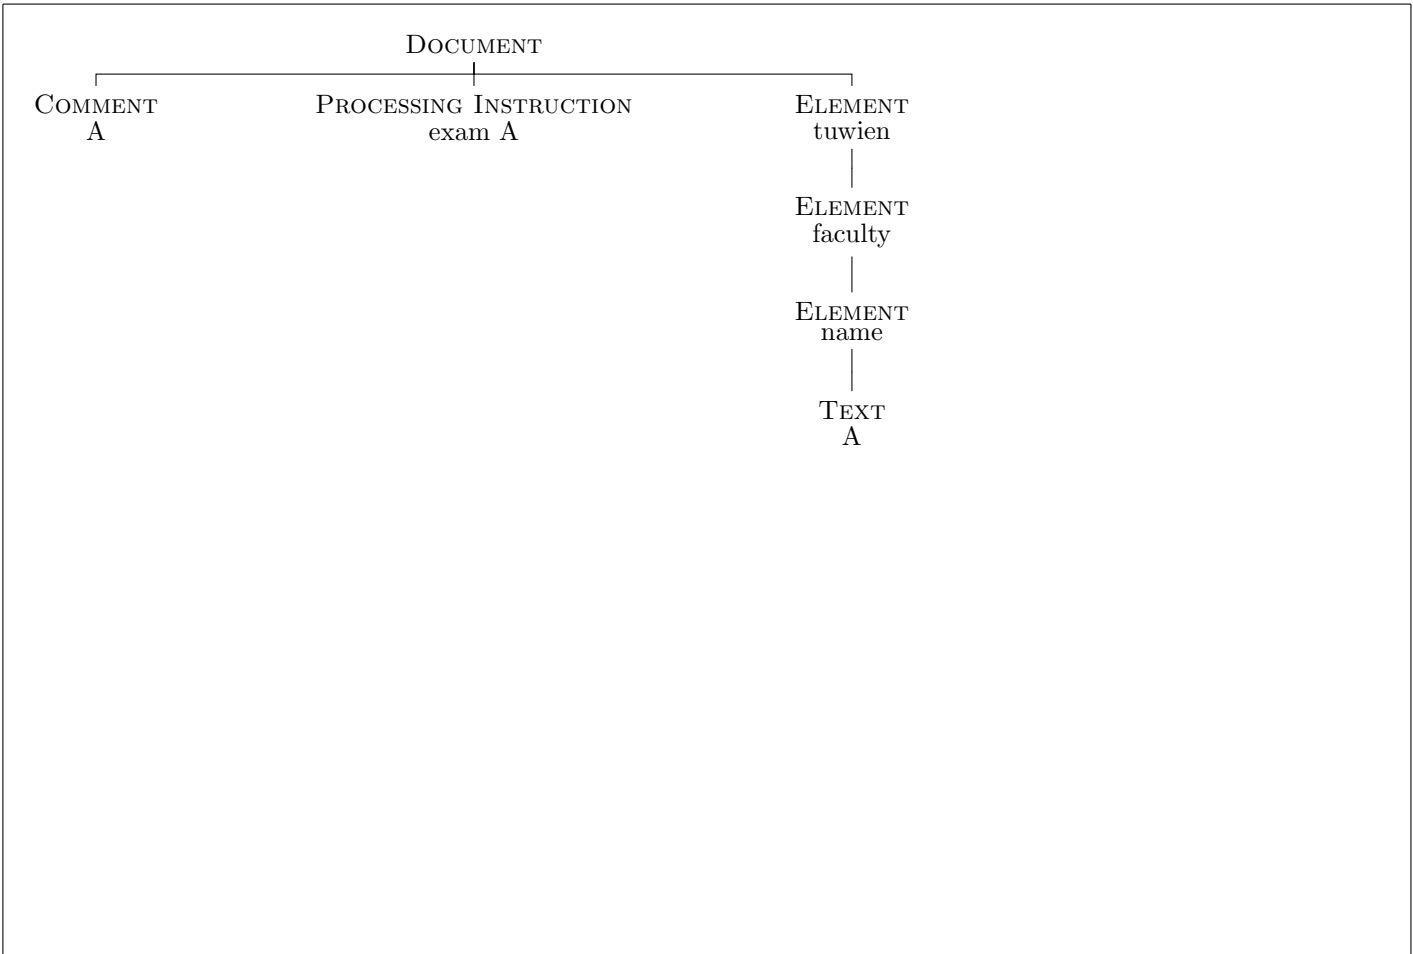 Document
Comment Processing Instruction Element
A exam A tuwien
Element
faculty
Element
name
Text
A